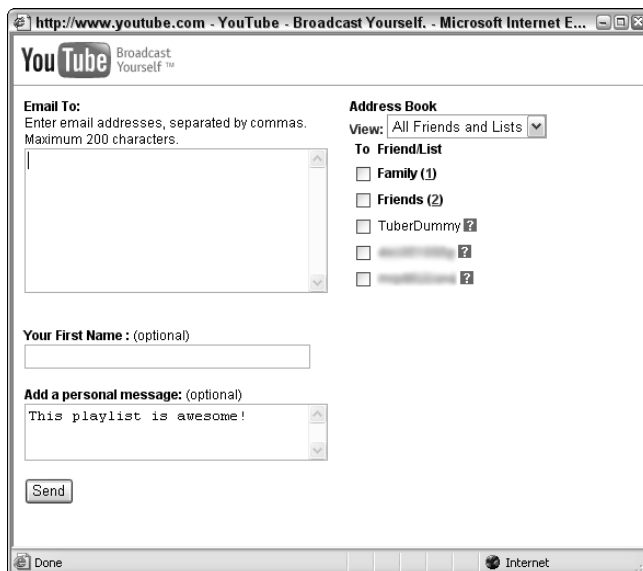 http://www.youtube.com - YouTube - Broadcast Yourself. - Microsoft Internet E...
YouTube Broadcast
Yourself ™
Email To:
Enter email addresses, separated by commas.
Maximum 200 characters.
Your First Name : (optional)
Add a personal message: (optional)
This playlist is awesome!
Send
Address Book
View: All Friends and Lists
To Friend/List
Family (1)
Friends (2)
TuberDummy ?
?
?
Done
Internet